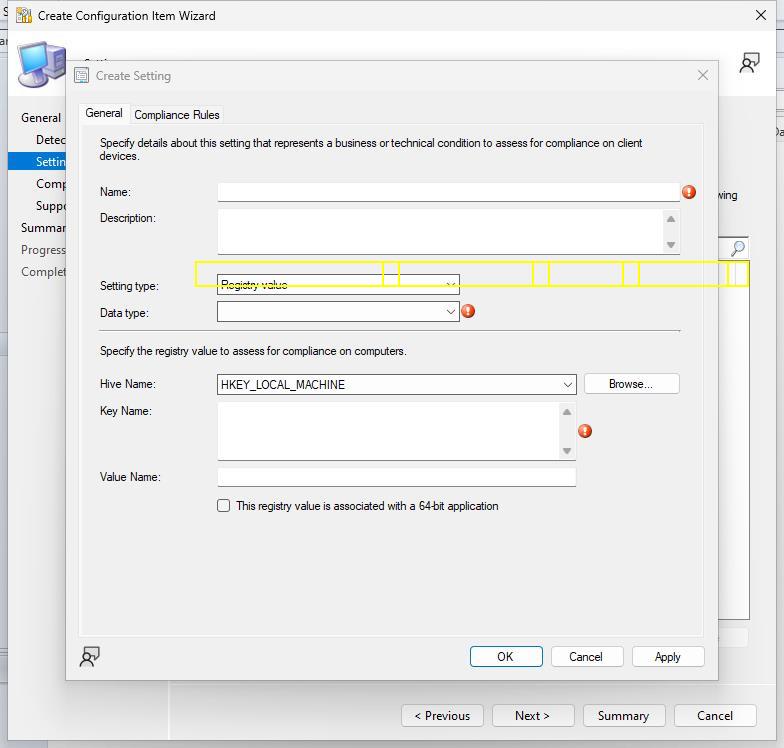 Create Configuration Item Wizard
Create Setting
General
Detec
Settin
Comp
Suppo
Summar
Progress
Complet
wing
General
Compliance Rules
Specify details about this setting that represents a business or technical condition to assess for compliance on client
devices.
Name:
Description:
Setting type:
Registry value
Data type:
Specify the registry value to assess for compliance on computers.
Hive Name:
HKEY_LOCAL_MACHINE
Browse...
Key Name:
Value Name:
This registry value is associated with a 64-bit application
OK
Cancel
Apply
< Previous
Next >
Summary
Cancel